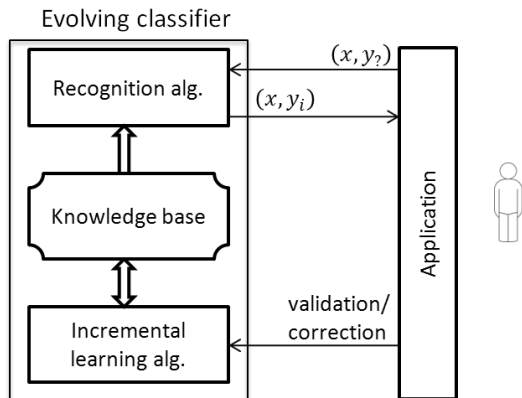 Evolving classifier
Recognition alg.
(x, y?)
(x, yᵢ)
Knowledge base
Application
Incremental
learning alg.
validation/
correction